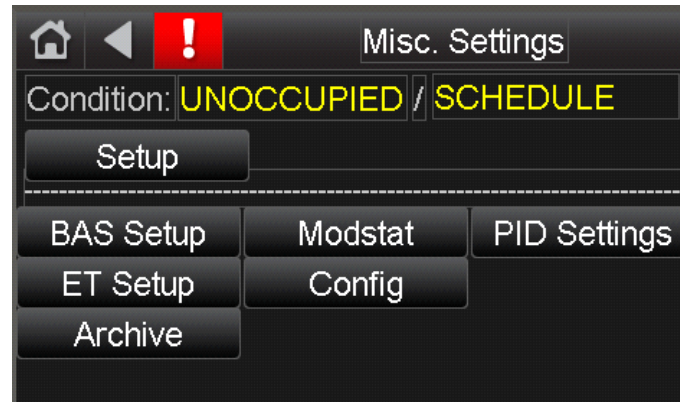 ! Misc. Settings
Condition: UNOCCUPIED / SCHEDULE
Setup
BAS Setup Modstat PID Settings
ET Setup Config
Archive